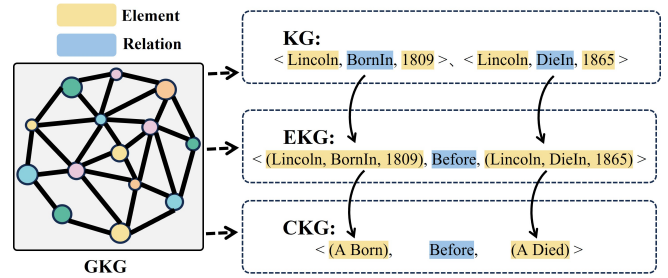 Element
Relation
KG:
< Lincoln, BornIn, 1809 >、 < Lincoln, DieIn, 1865 >
EKG:
< (Lincoln, BornIn, 1809), Before, (Lincoln, DieIn, 1865) >
CKG:
< (A Born), Before, (A Died) >
GKG